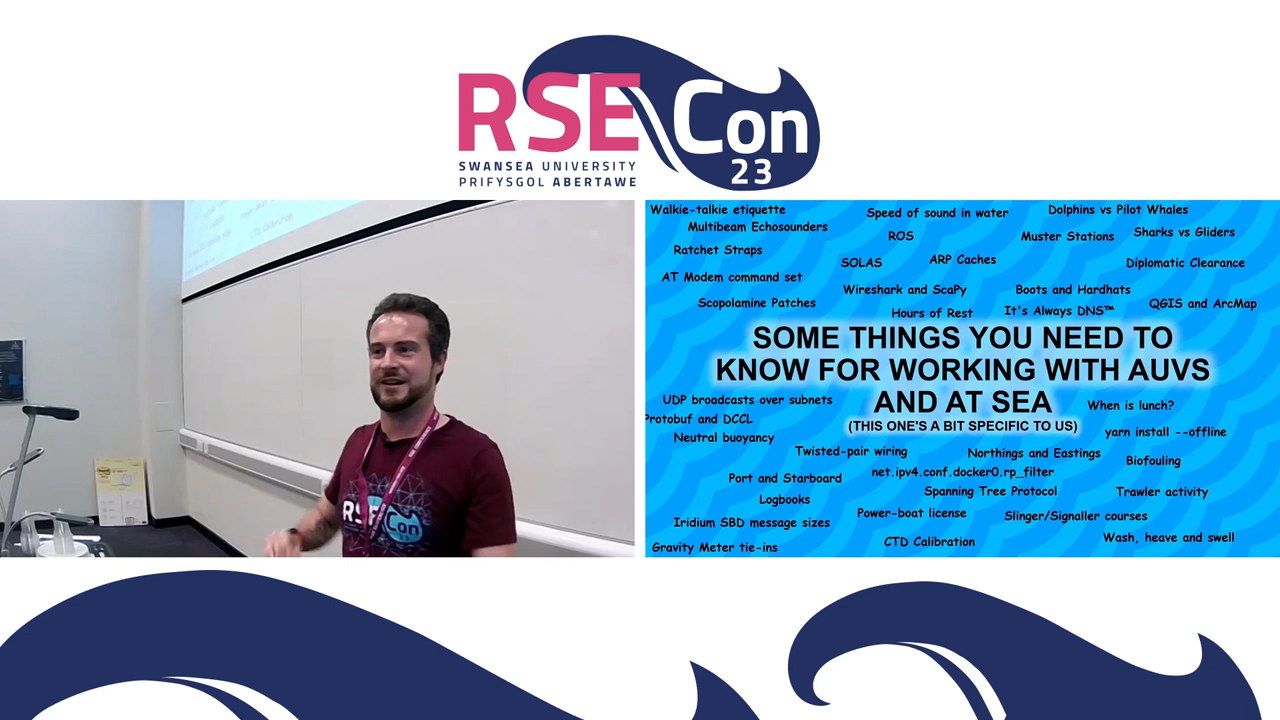 RSE Con
23
SWANSEA UNIVERSITY
PRIFYSGOL ABERTAWE
RSE Con
23
Walkie-talkie etiquette
Speed of sound in water
Dolphins vs Pilot Whales
Multibeam Echosounders
ROS
Muster Stations
Sharks vs Gliders
Ratchet Straps
SOLAS
ARP Caches
Diplomatic Clearance
AT Modem command set
Wireshark and ScaPy
Boots and Hardhats
Scopolamine Patches
Hours of Rest
It's Always DNS™
QGIS and ArcMap
SOME THINGS YOU NEED TO
KNOW FOR WORKING WITH AUVS
AND AT SEA
(THIS ONE'S A BIT SPECIFIC TO US)
UDP broadcasts over subnets
When is lunch?
Protobuf and DCCL
Neutral buoyancy
yarn install --offline
Twisted-pair wiring
Northings and Eastings
Biofouling
net.ipv4.conf.docker0.rp_filter
Port and Starboard
Spanning Tree Protocol
Trawler activity
Logbooks
Power-boat license
Slinger/Signaller courses
Iridium SBD message sizes
Gravity Meter tie-ins
CTD Calibration
Wash, heave and swell